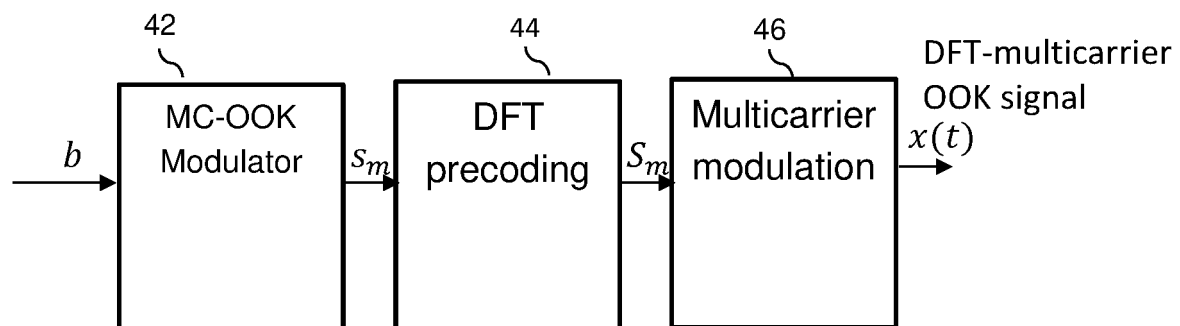 42
44
46
DFT-multicarrier
OOK signal
MC-OOK
Modulator
DFT
precoding
Multicarrier
modulation
b
s_m
S_m
x(t)